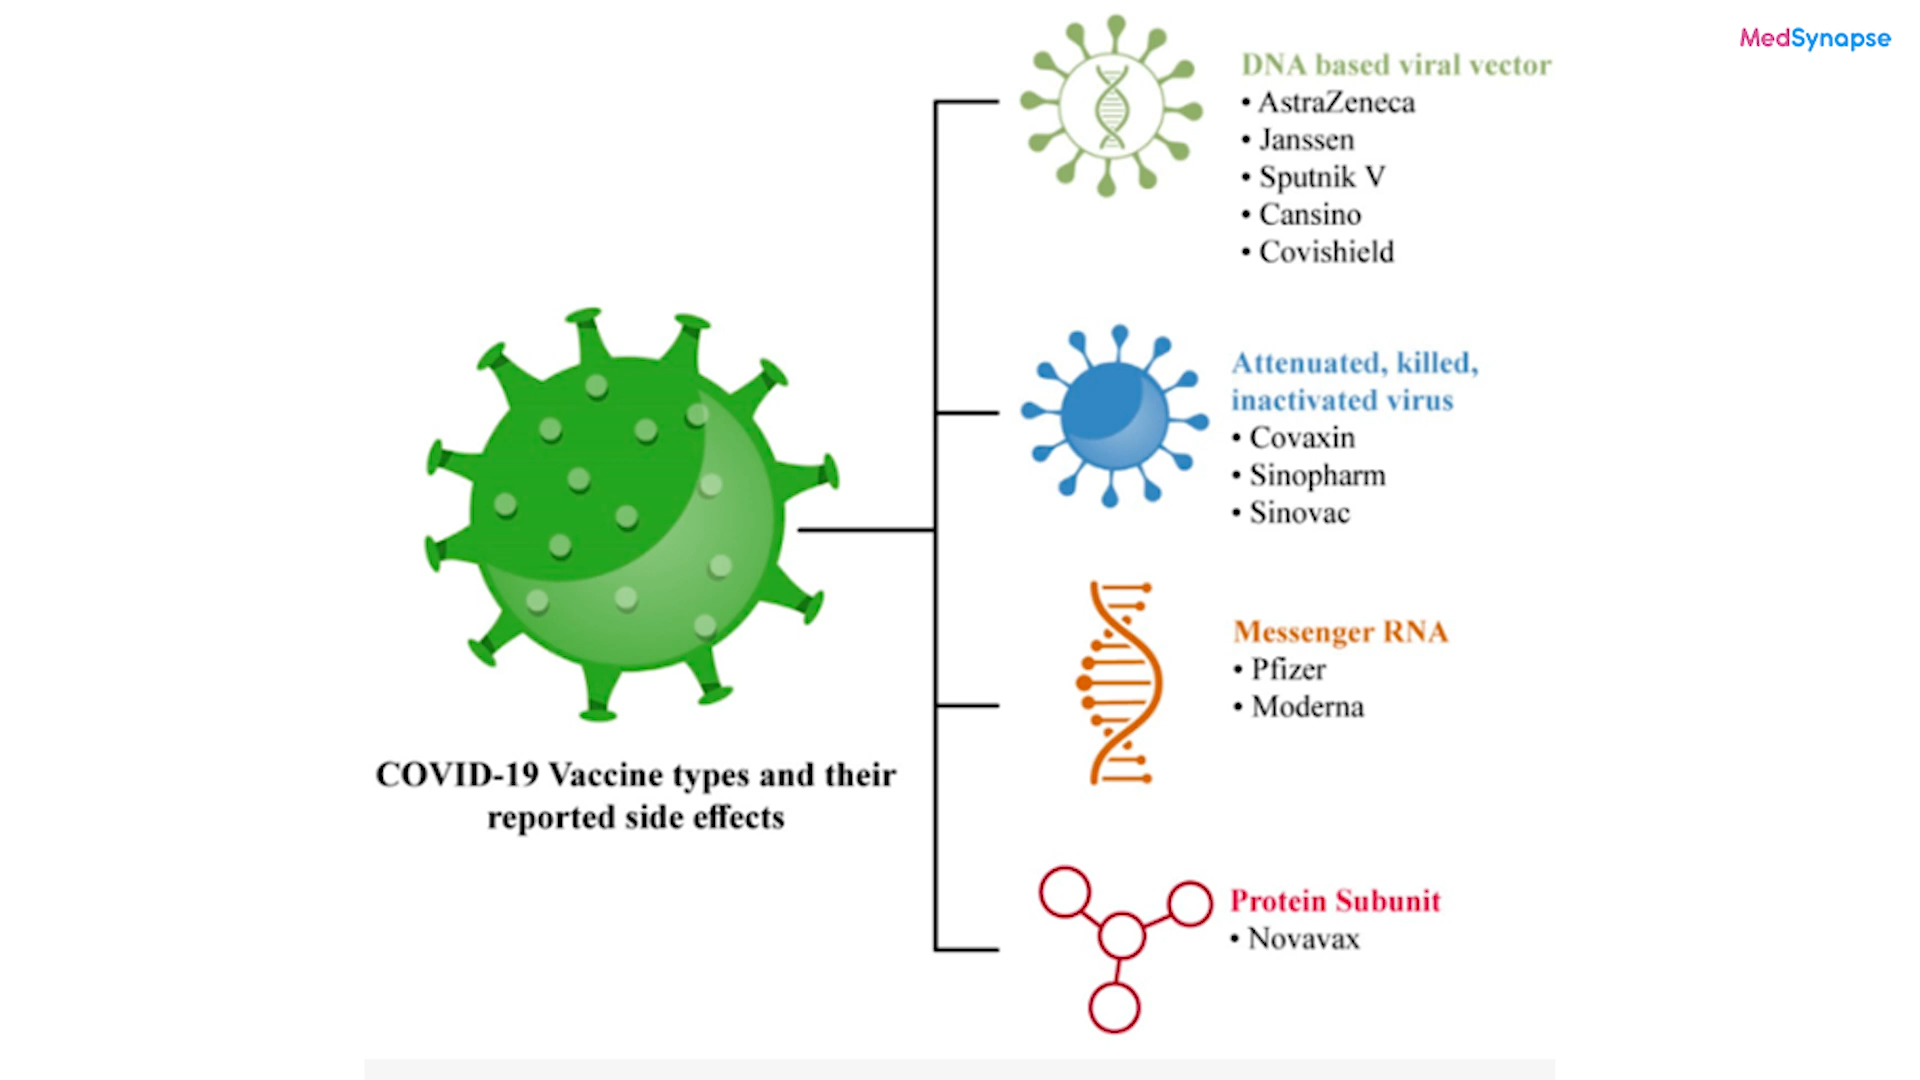 MedSynapse
DNA based viral vector
• AstraZeneca
• Janssen
• Sputnik V
• Cansino
• Covishield
Attenuated, killed,
inactivated virus
• Covaxin
• Sinopharm
• Sinovac
Messenger RNA
• Pfizer
• Moderna
COVID-19 Vaccine types and their
reported side effects
Protein Subunit
• Novavax